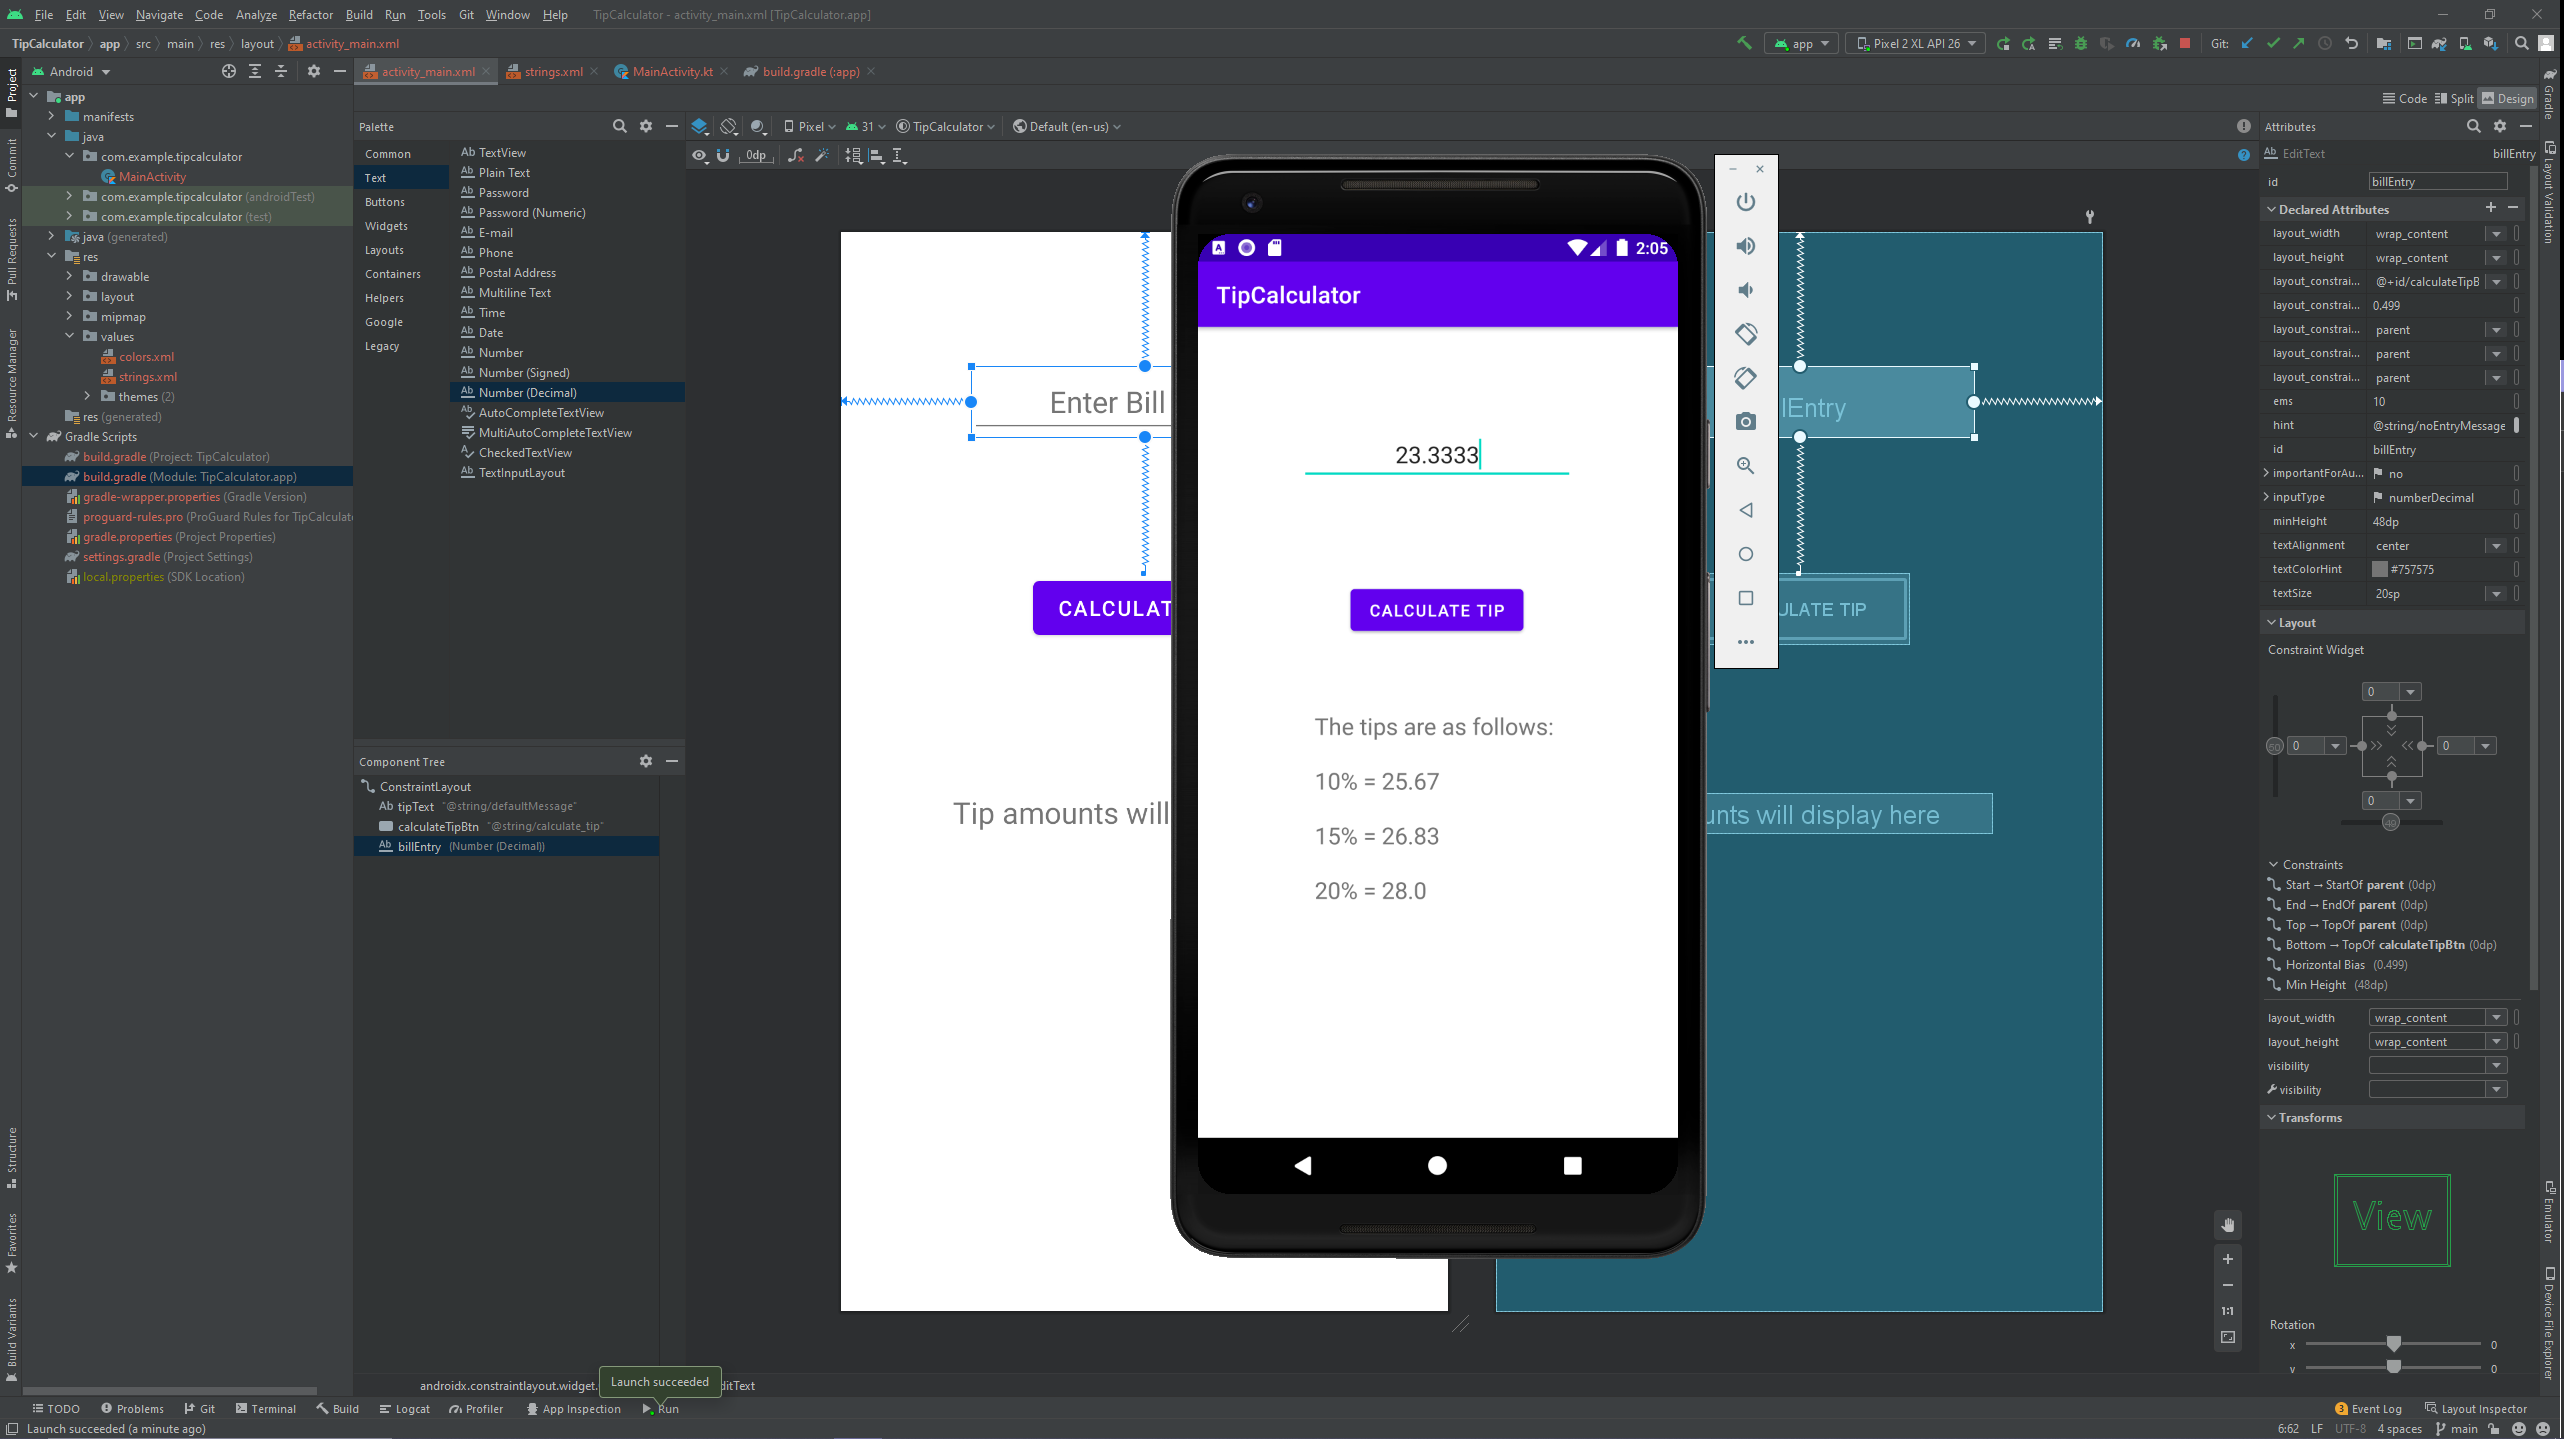 File Edit View Navigate Code Analyze Refactor Build Run Tools Git Window Help TipCalculator - activity_main.xml [TipCalculator.app]
TipCalculator app src main res layout activity_main.xml app Pixel 2 XL API 26 Git:
Android
activity_main.xml strings.xml MainActivity.kt build.gradle (:app)
Code Split Design
Project
Commit
Pull Requests
Resource Manager
Structure
Favorites
Build Variants
app
manifests
java
com.example.tipcalculator
MainActivity
com.example.tipcalculator (androidTest)
com.example.tipcalculator (test)
java (generated)
res
drawable
layout
mipmap
values
colors.xml
strings.xml
themes (2)
res (generated)
Gradle Scripts
build.gradle (Project: TipCalculator)
build.gradle (Module: TipCalculator.app)
gradle-wrapper.properties (Gradle Version)
proguard-rules.pro (ProGuard Rules for TipCalculat
gradle.properties (Project Properties)
settings.gradle (Project Settings)
local.properties (SDK Location)
Palette
Common
Text
Buttons
Widgets
Layouts
Containers
Helpers
Google
Legacy
Ab TextView
Ab Plain Text
Ab Password
Ab Password (Numeric)
Ab E-mail
Ab Phone
Ab Postal Address
Ab Multiline Text
Ab Time
Ab Date
Ab Number
Ab Number (Signed)
Ab Number (Decimal)
AutoCompleteTextView
MultiAutoCompleteTextView
CheckedTextView
TextInputLayout
Component Tree
ConstraintLayout
Ab tipText "@string/defaultMessage"
calculateTipBtn "@string/calculate_tip"
Ab billEntry (Number (Decimal))
Pixel 31 TipCalculator Default (en-us)
0dp
Enter Bill
CALCULAT
Tip amounts will
2:05
TipCalculator
23.3333
CALCULATE TIP
The tips are as follows:
10% = 25.67
15% = 26.83
20% = 28.0
llEntry
ULATE TIP
unts will display here
1:1
Attributes
Ab EditText billEntry
id billEntry
Declared Attributes
layout_width wrap_content
layout_height wrap_content
layout_constrai... @+id/calculateTipB
layout_constrai... 0.499
layout_constrai... parent
layout_constrai... parent
layout_constrai... parent
ems 10
hint @string/noEntryMessage
id billEntry
importantForAu... no
inputType numberDecimal
minHeight 48dp
textAlignment center
textColorHint #757575
textSize 20sp
Layout
Constraint Widget
0
50 0 0
0
49
Constraints
Start → StartOf parent (0dp)
End → EndOf parent (0dp)
Top → TopOf parent (0dp)
Bottom → TopOf calculateTipBtn (0dp)
Horizontal Bias (0.499)
Min Height (48dp)
layout_width wrap_content
layout_height wrap_content
visibility
visibility
Transforms
View
Rotation
x 0
y 0
Gradle
Layout Validation
Emulator
Device File Explorer
androidx.constraintlayout.widget. ditText
Launch succeeded
TODO Problems Git Terminal Build Logcat Profiler App Inspection Run 3 Event Log Layout Inspector
Launch succeeded (a minute ago) 6:62 LF UTF-8 4 spaces main